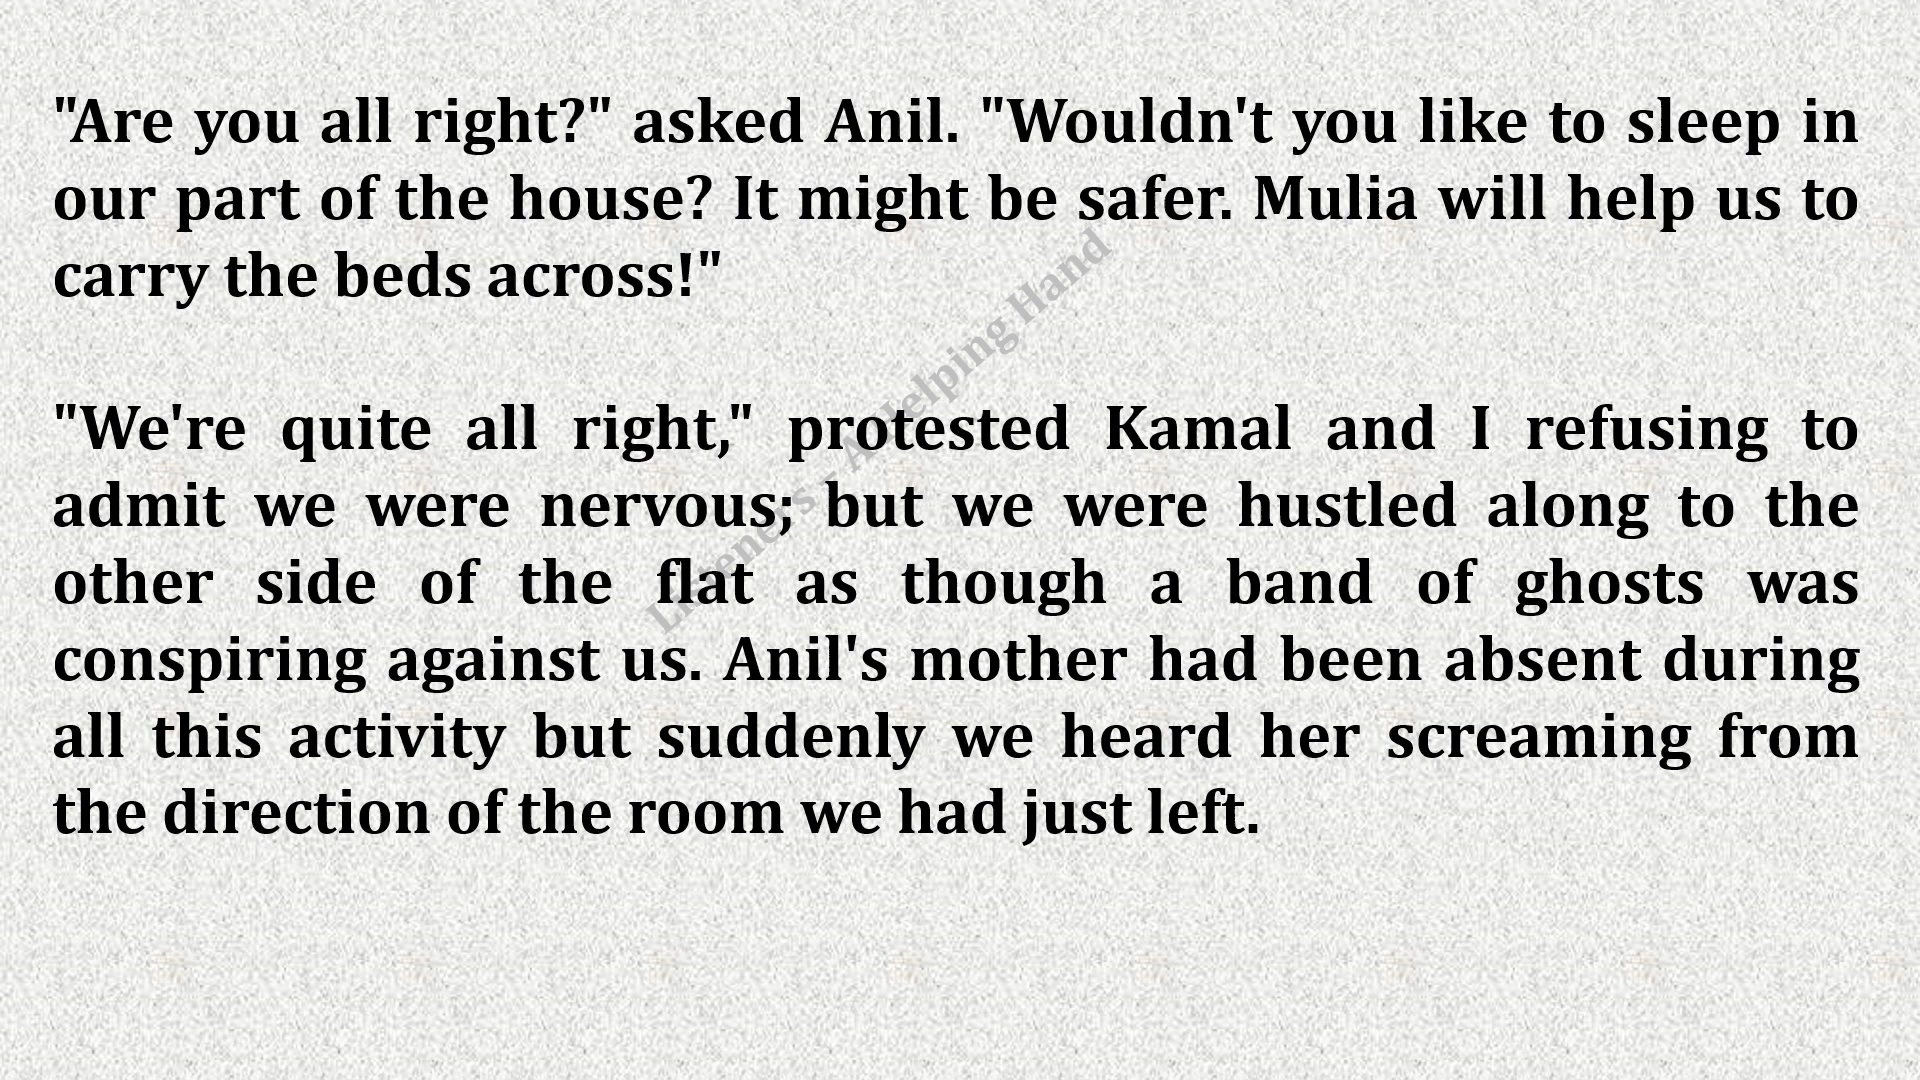 "Are you all right?" asked Anil. "Wouldn't you like to sleep in
our part of the house? It might be safer. Mulia will help us to
carry the beds across!"
"We're quite all right," protested Kamal and I refusing to
admit we were nervous; but we were hustled along to the
other side of the flat as though a band of ghosts was
conspiring against us. Anil's mother had been absent during
all this activity but suddenly we heard her screaming from
the direction of the room we had just left.
Helping Hand